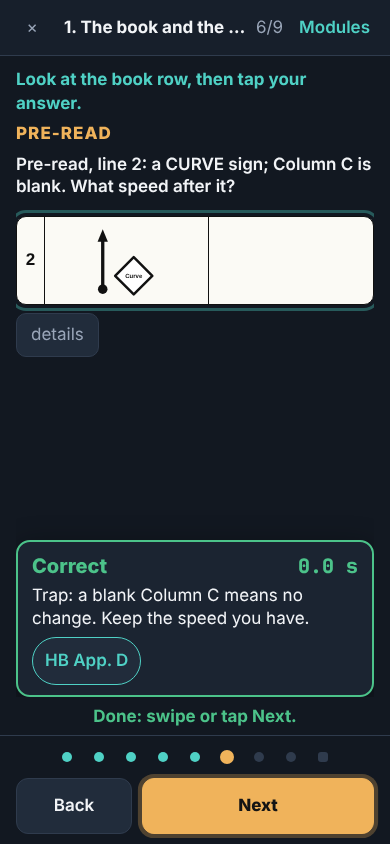 × 1. The book and the ... 6/9 Modules
Look at the book row, then tap your
answer.
PRE-READ
Pre-read, line 2: a CURVE sign; Column C is
blank. What speed after it?
2 Curve
details
Correct 0.0 s
Trap: a blank Column C means no
change. Keep the speed you have.
HB App. D
Done: swipe or tap Next.
Back Next